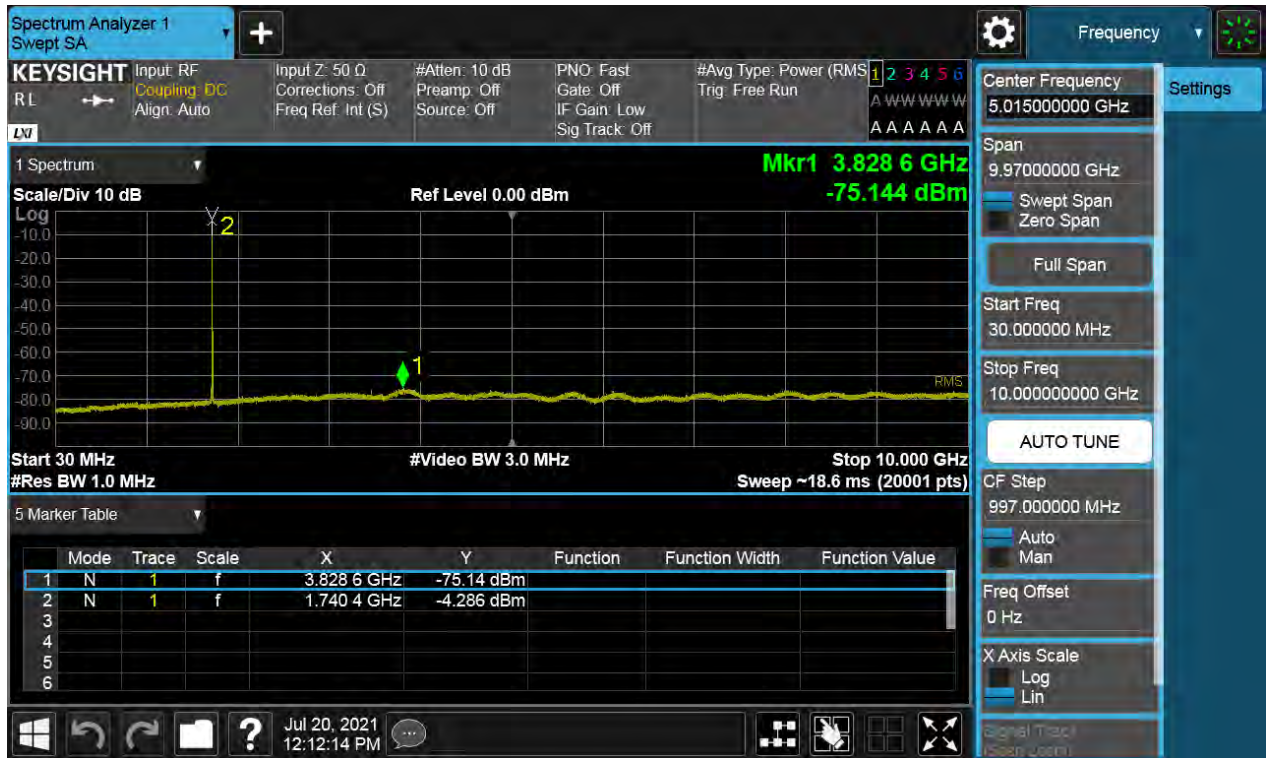 Spectrum Analyzer 1
Swept SA
+
Frequency
KEYSIGHT
RL
LXI
Input: RF
Coupling: DC
Align: Auto
Input Z: 50 Ω
Corrections: Off
Freq Ref: Int (S)
#Atten: 10 dB
Preamp: Off
Source: Off
PNO: Fast
Gate: Off
IF Gain: Low
Sig Track: Off
#Avg Type: Power (RMS
Trig: Free Run
1 2 3 4 5 6
A W W W W W
A A A A A A
1 Spectrum
Mkr1 3.828 6 GHz
Scale/Div 10 dB
Ref Level 0.00 dBm
-75.144 dBm
Log
-10.0
-20.0
-30.0
-40.0
-50.0
-60.0
-70.0
-80.0
-90.0
2
1
RMS
Start 30 MHz
#Video BW 3.0 MHz
Stop 10.000 GHz
#Res BW 1.0 MHz
Sweep ~18.6 ms (20001 pts)
5 Marker Table
Mode Trace Scale X Y Function Function Width Function Value
1 N 1 f 3.828 6 GHz -75.14 dBm
2 N 1 f 1.740 4 GHz -4.286 dBm
3
4
5
6
?
Jul 20, 2021
12:12:14 PM
Center Frequency
5.015000000 GHz
Settings
Span
9.97000000 GHz
Swept Span
Zero Span
Full Span
Start Freq
30.000000 MHz
Stop Freq
10.000000000 GHz
AUTO TUNE
CF Step
997.000000 MHz
Auto
Man
Freq Offset
0 Hz
X Axis Scale
Log
Lin
Signal Track
(Span Zoom)